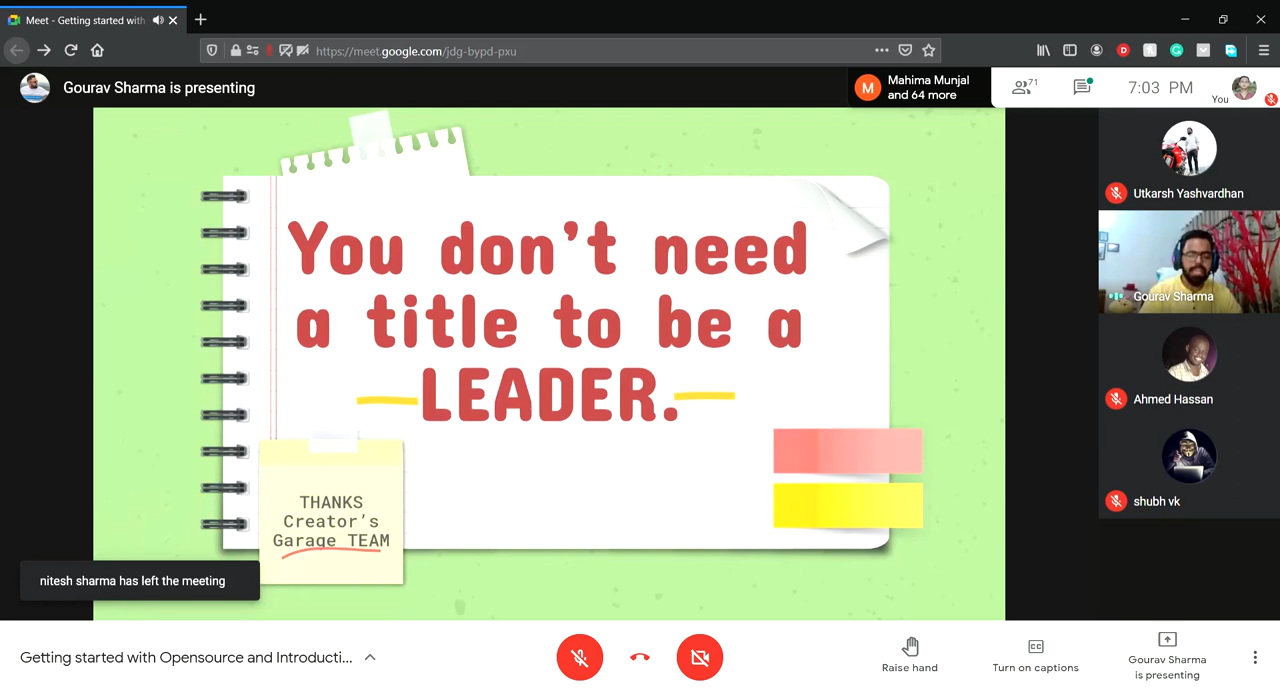 Meet - Getting started with
https://meet.google.com/jdg-bypd-pxu
Gourav Sharma is presenting
M
Mahima Munjal
and 64 more
71
7:03 PM
You
You don't need
a title to be a
LEADER.
THANKS
Creator's
Garage TEAM
Utkarsh Yashvardhan
Gourav Sharma
Ahmed Hassan
shubh vk
nitesh sharma has left the meeting
Getting started with Opensource and Introducti...
Raise hand
CC
Turn on captions
Gourav Sharma
is presenting